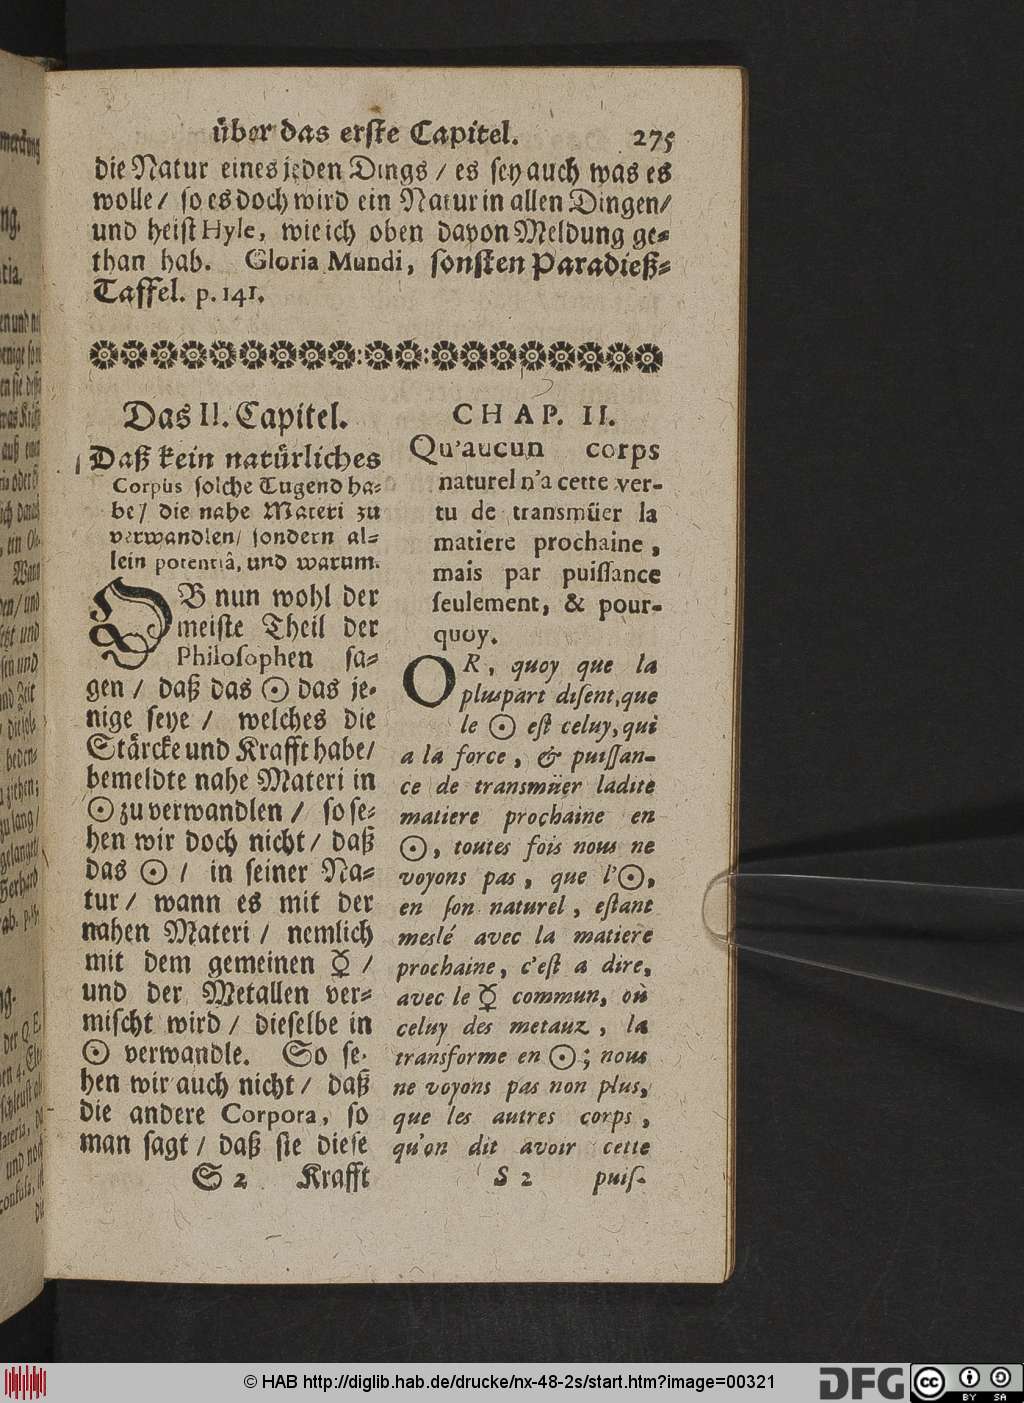 über das erste Capitel. 275
die Natur eines jeden Dings / es sey auch was es
wolle / so es doch wird ein Natur in allen Dingen /
und heist Hyle, wie ich oben davon Meldung ge-
than hab. Gloria Mundi, sonsten Paradieß-
Taffel. p. 141.
Das II. Capitel.
Daß kein natürliches
Corpus solche Tugend ha-
be / die nahe Materi zu
verwandlen / sondern al-
lein potentiâ, und warum.
OB nun wohl der
meiste Theil der
Philosophen sa-
gen / daß das ☉ das je-
nige seye / welches die
Stärcke und Krafft habe /
bemeldte nahe Materi in
☉ zu verwandlen / so se-
hen wir doch nicht / daß
das ☉ / in seiner Na-
tur / wann es mit der
nahen Materi / nemlich
mit dem gemeinen ☿ /
und der Metallen ver-
mischt wird / dieselbe in
☉ verwandle. So se-
hen wir auch nicht / daß
die andere Corpora, so
man sagt / daß sie diese
S 2 Krafft
CHAP. II.
Qu'aucun corps
naturel n'a cette ver-
tu de transmüer la
matiere prochaine,
mais par puissance
seulement, & pour-
quoy.
OR, quoy que la
pluspart disent, que
le ☉ est celuy, qui
a la force, & puissan-
ce de transmüer ladite
matiere prochaine en
☉, toutes fois nous ne
voyons pas, que l'☉,
en son naturel, estant
meslé avec la matiere
prochaine, c'est a dire,
avec le ☿ commun, où
celuy des metaux, la
transforme en ☉; nous
ne voyons pas non plus,
que les autres corps,
qu'on dit avoir cette
S 2 puis-
© HAB http://diglib.hab.de/drucke/nx-48-2s/start.htm?image=00321
DFG
cc BY SA